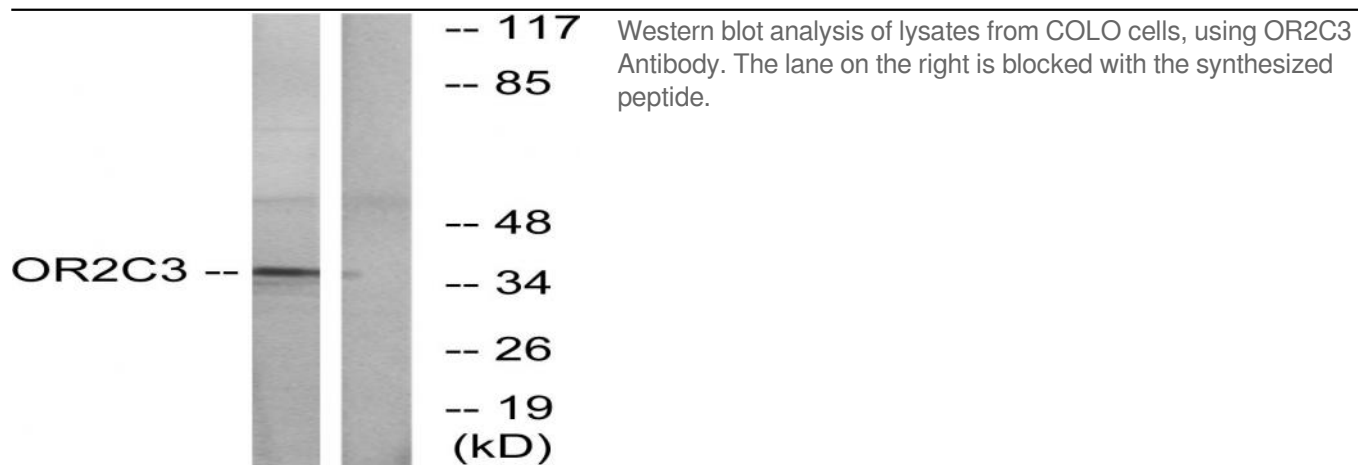 -- 117
-- 85
-- 48
OR2C3 --
-- 34
-- 26
-- 19
(kD)
Western blot analysis of lysates from COLO cells, using OR2C3
Antibody. The lane on the right is blocked with the synthesized
peptide.